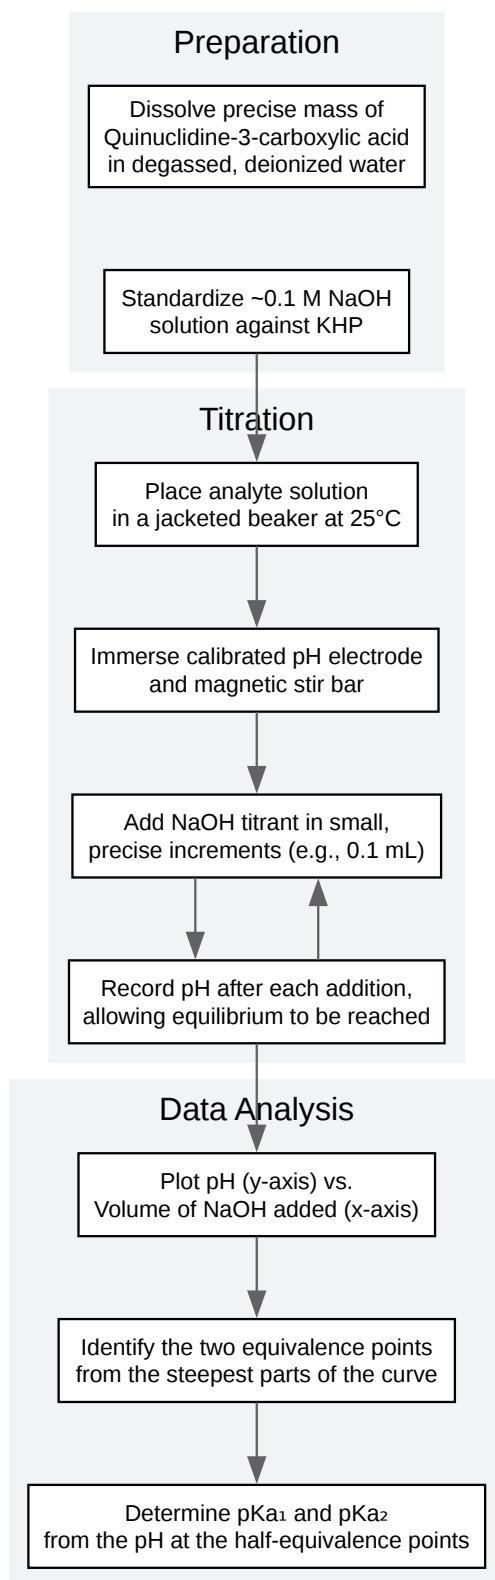 Preparation
Dissolve precise mass of
Quinuclidine-3-carboxylic acid
in degassed, deionized water
Standardize ~0.1 M NaOH
solution against KHP
Titration
Place analyte solution
in a jacketed beaker at 25°C
Immerse calibrated pH electrode
and magnetic stir bar
Add NaOH titrant in small,
precise increments (e.g., 0.1 mL)
Record pH after each addition,
allowing equilibrium to be reached
Data Analysis
Plot pH (y-axis) vs.
Volume of NaOH added (x-axis)
Identify the two equivalence points
from the steepest parts of the curve
Determine pKa₁ and pKa₂
from the pH at the half-equivalence points